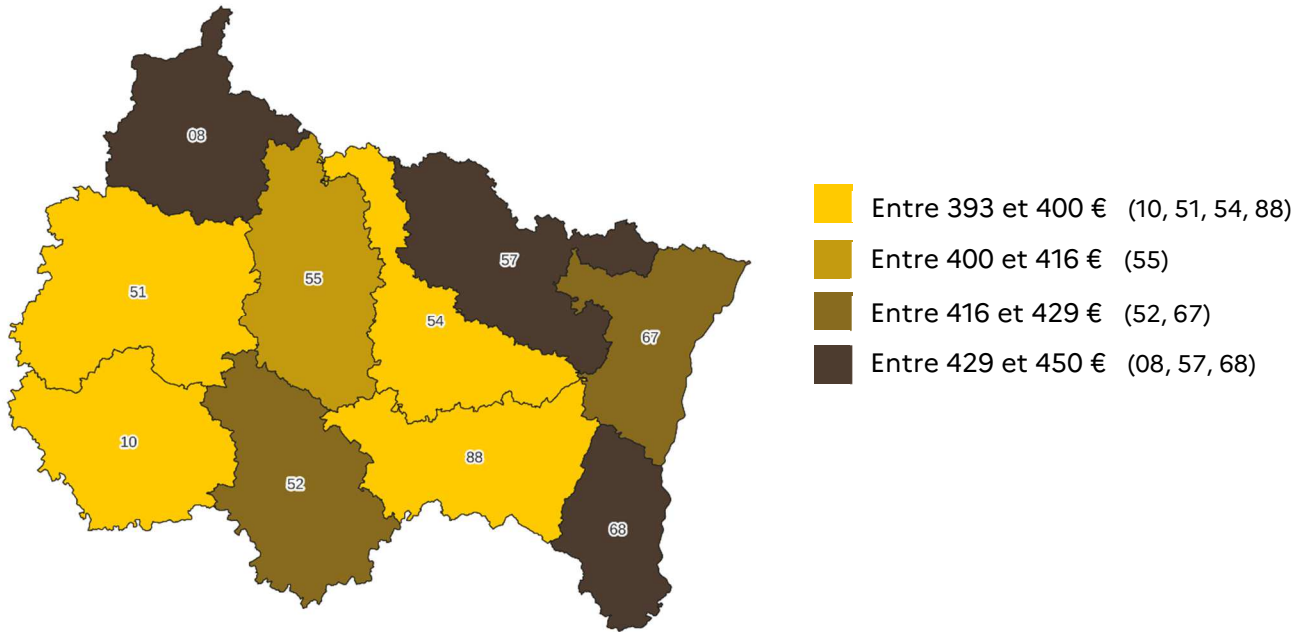 08
57
55
51
54
67
10
88
52
68
Entre 393 et 400 € (10, 51, 54, 88)
Entre 400 et 416 € (55)
Entre 416 et 429 € (52, 67)
Entre 429 et 450 € (08, 57, 68)